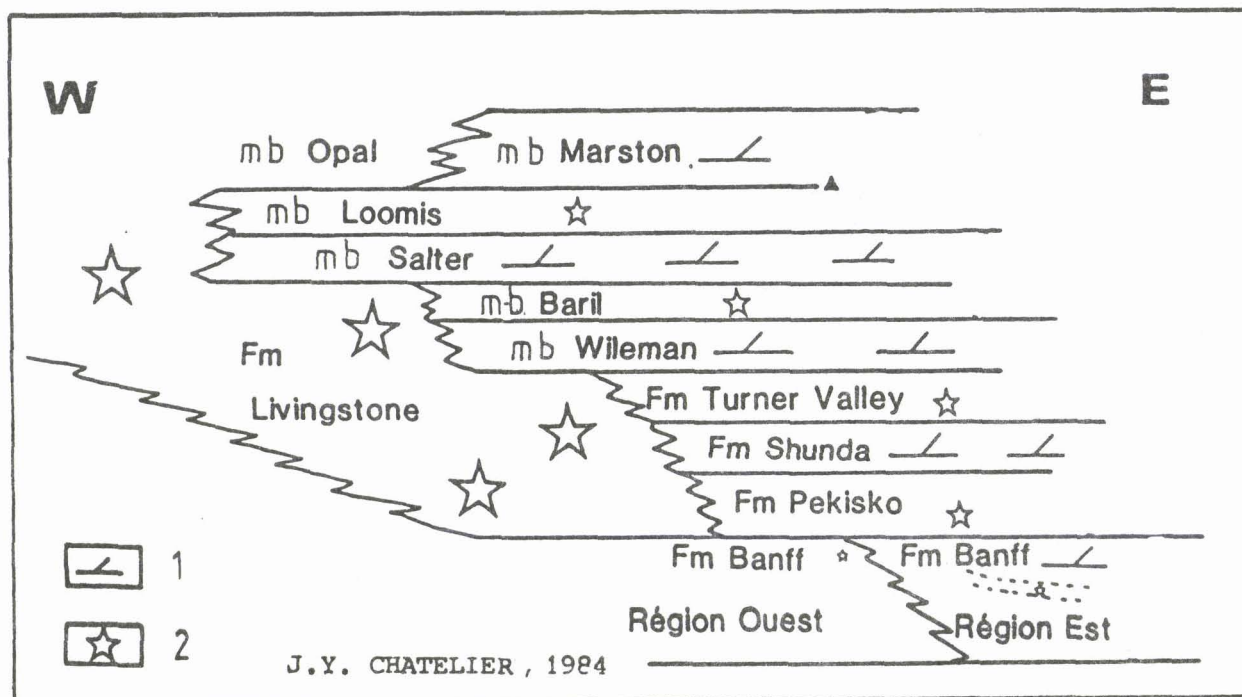 W
E
mb Opal
mb Marston
mb Loomis
mb Salter
m-b. Baril
mb Wileman
Fm
Livingstone
Fm Turner Valley
Fm Shunda
Fm Pekisko
Fm Banff
Fm Banff
Région Ouest
Région Est
1
2
J.Y. CHATELIER, 1984